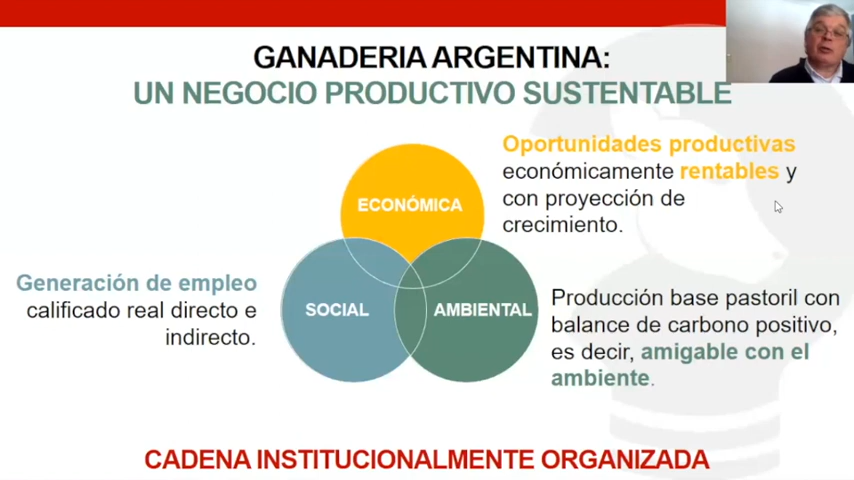 GANADERIA ARGENTINA:
UN NEGOCIO PRODUCTIVO SUSTENTABLE
Oportunidades productivas
económicamente rentables y
con proyección de
crecimiento.
ECONÓMICA
Generación de empleo
calificado real directo e
indirecto.
SOCIAL
AMBIENTAL
Producción base pastoril con
balance de carbono positivo,
es decir, amigable con el
ambiente.
CADENA INSTITUCIONALMENTE ORGANIZADA